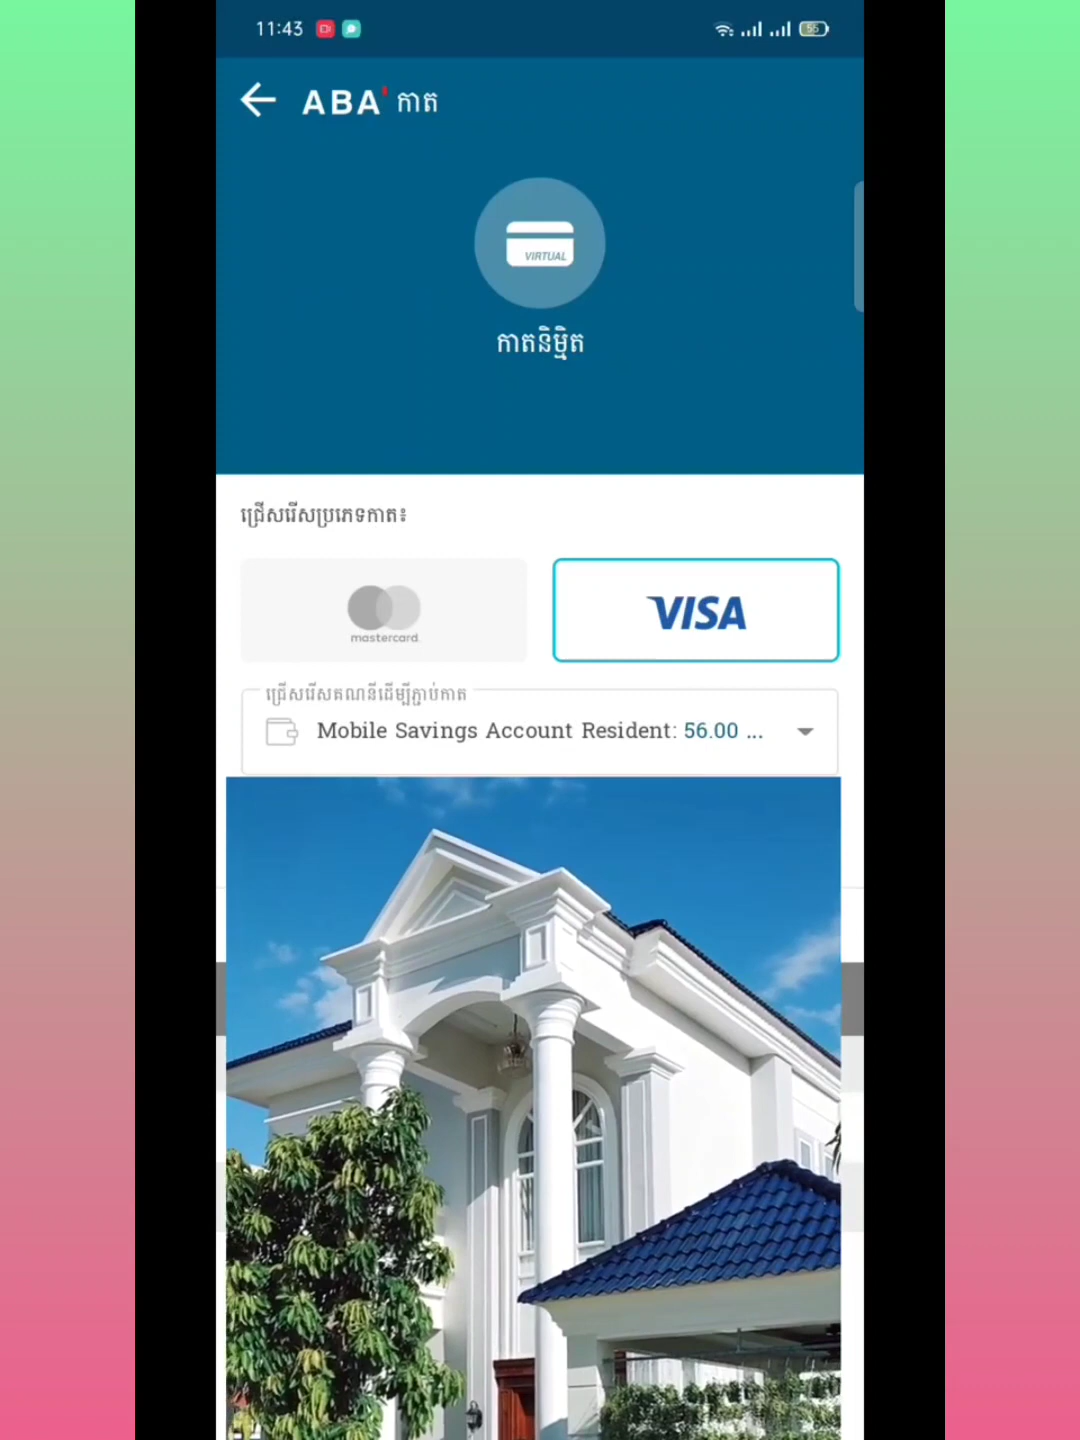 11:43
55
ABA' កាត
VIRTUAL
កាតនិម្មិត
ជ្រើសរើសប្រភេទកាត៖
mastercard
VISA
ជ្រើសរើសគណនីដើម្បីភ្ជាប់កាត
Mobile Savings Account Resident: 56.00 ...